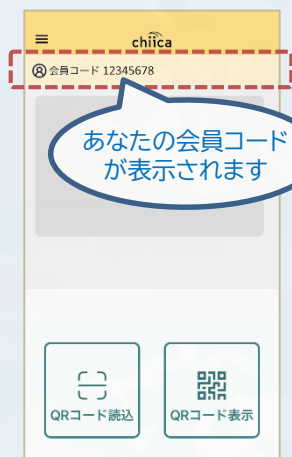 chiica
会員コード 12345678
あなたの会員コード
が表示されます
QRコード読込
QRコード表示